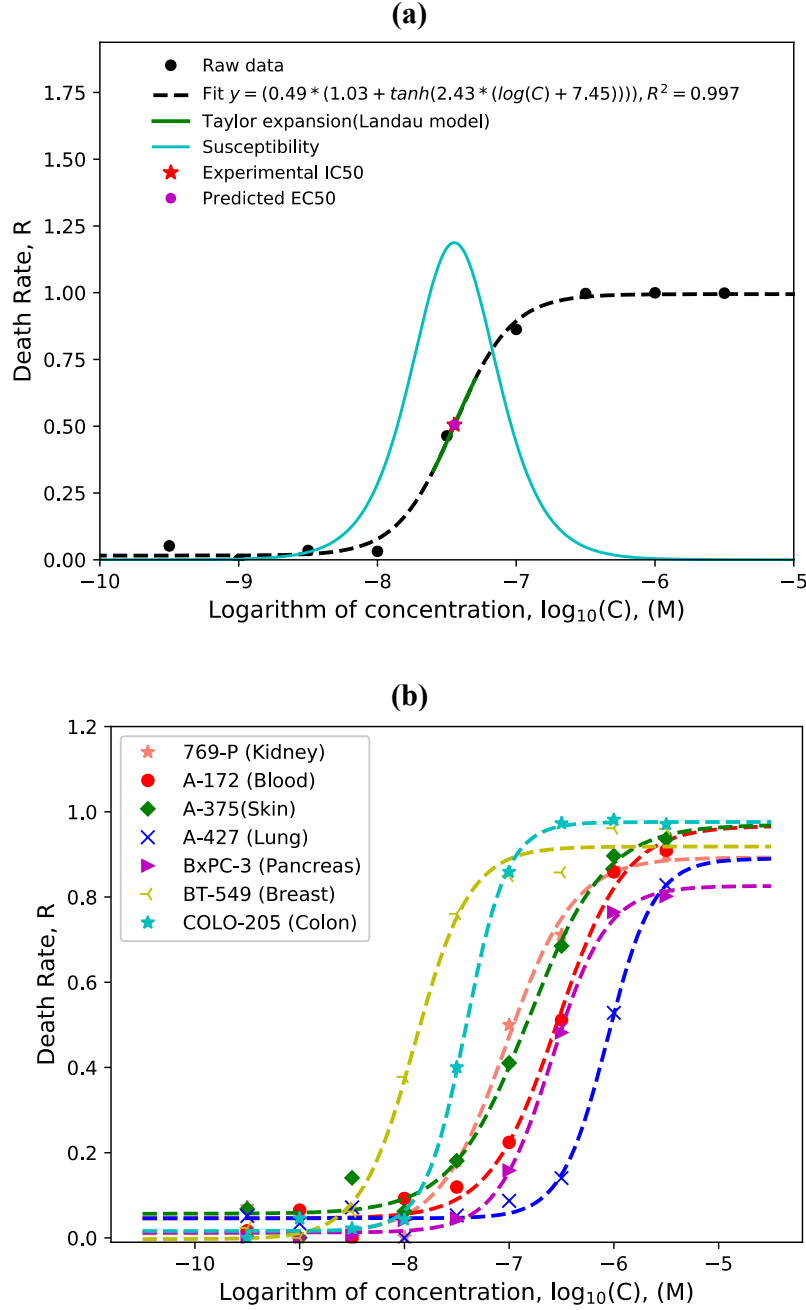 (a)
Raw data
Fit y = (0.49*(1.03 + tanh(2.43*(log(C) + 7.45)))), R² = 0.997
Taylor expansion(Landau model)
Susceptibility
Experimental IC50
Predicted EC50
Death Rate, R
1.75
1.50
1.25
1.00
0.75
0.50
0.25
0.00
−10 −9 −8 −7 −6 −5
Logarithm of concentration, log₁₀(C), (M)
(b)
769-P (Kidney)
A-172 (Blood)
A-375(Skin)
A-427 (Lung)
BxPC-3 (Pancreas)
BT-549 (Breast)
COLO-205 (Colon)
Death Rate, R
1.2
1.0
0.8
0.6
0.4
0.2
0.0
−10 −9 −8 −7 −6 −5
Logarithm of concentration, log₁₀(C), (M)